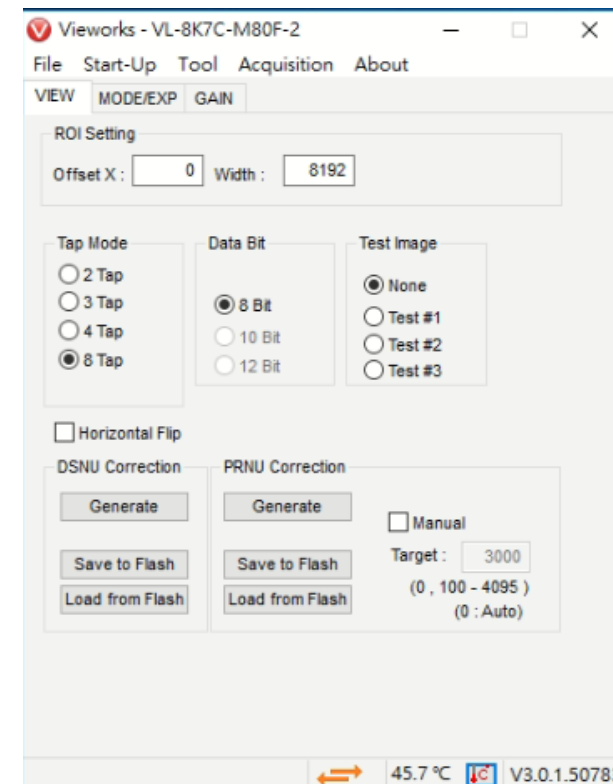 Vieworks - VL-8K7C-M80F-2
File Start-Up Tool Acquisition About
VIEW MODE/EXP GAIN
ROI Setting
Offset X : 0 Width : 8192
Tap Mode
2 Tap
3 Tap
4 Tap
8 Tap
Data Bit
8 Bit
10 Bit
12 Bit
Test Image
None
Test #1
Test #2
Test #3
Horizontal Flip
DSNU Correction
Generate
Save to Flash
Load from Flash
PRNU Correction
Generate
Save to Flash
Load from Flash
Manual
Target : 3000
(0 , 100 - 4095 )
(0 : Auto)
45.7 ℃ V3.0.1.5078